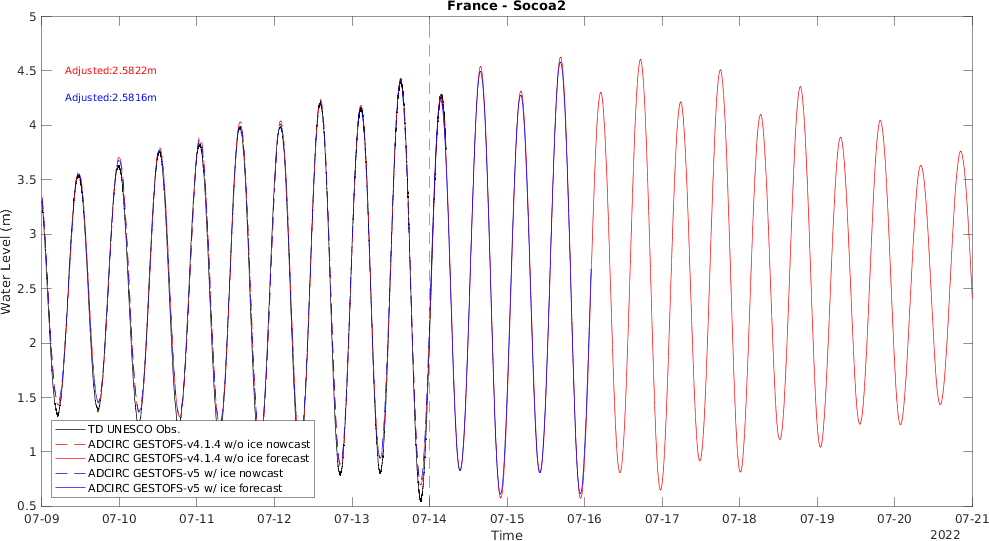 France - Socoa2
5
4.5
4
3.5
3
2.5
2
1.5
1
0.5
Water Level (m)
Adjusted:2.5822m
Adjusted:2.5816m
TD UNESCO Obs.
ADCIRC GESTOFS-v4.1.4 w/o ice nowcast
ADCIRC GESTOFS-v4.1.4 w/o ice forecast
ADCIRC GESTOFS-v5 w/ ice nowcast
ADCIRC GESTOFS-v5 w/ ice forecast
07-09 07-10 07-11 07-12 07-13 07-14 07-15 07-16 07-17 07-18 07-19 07-20 07-21
Time
2022